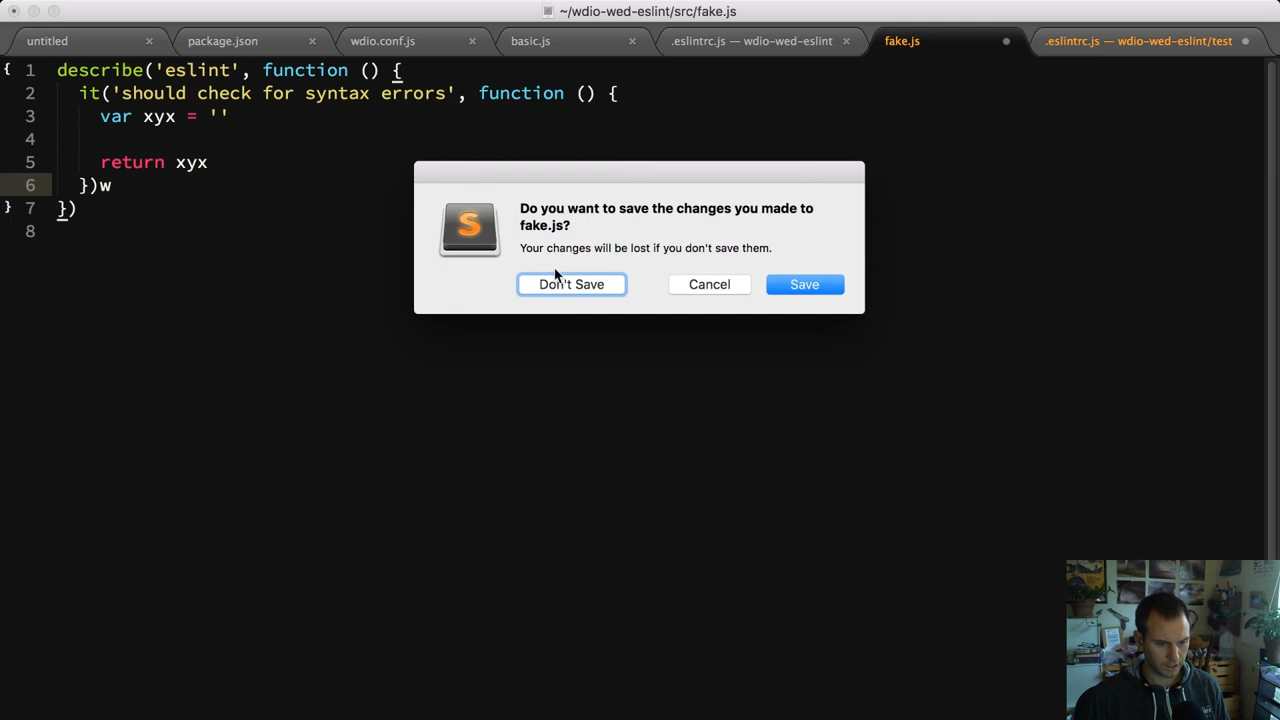 ~/wdio-wed-eslint/src/fake.js
untitled
package.json
wdio.conf.js
basic.js
.eslintrc.js — wdio-wed-eslint
fake.js
.eslintrc.js — wdio-wed-eslint/test
{ 1 describe('eslint', function () {
2 it('should check for syntax errors', function () {
3 var xyx = ''
4
5 return xyx
6 })w
} 7 })
8
S
Do you want to save the changes you made to
fake.js?
Your changes will be lost if you don't save them.
Don't Save Cancel Save